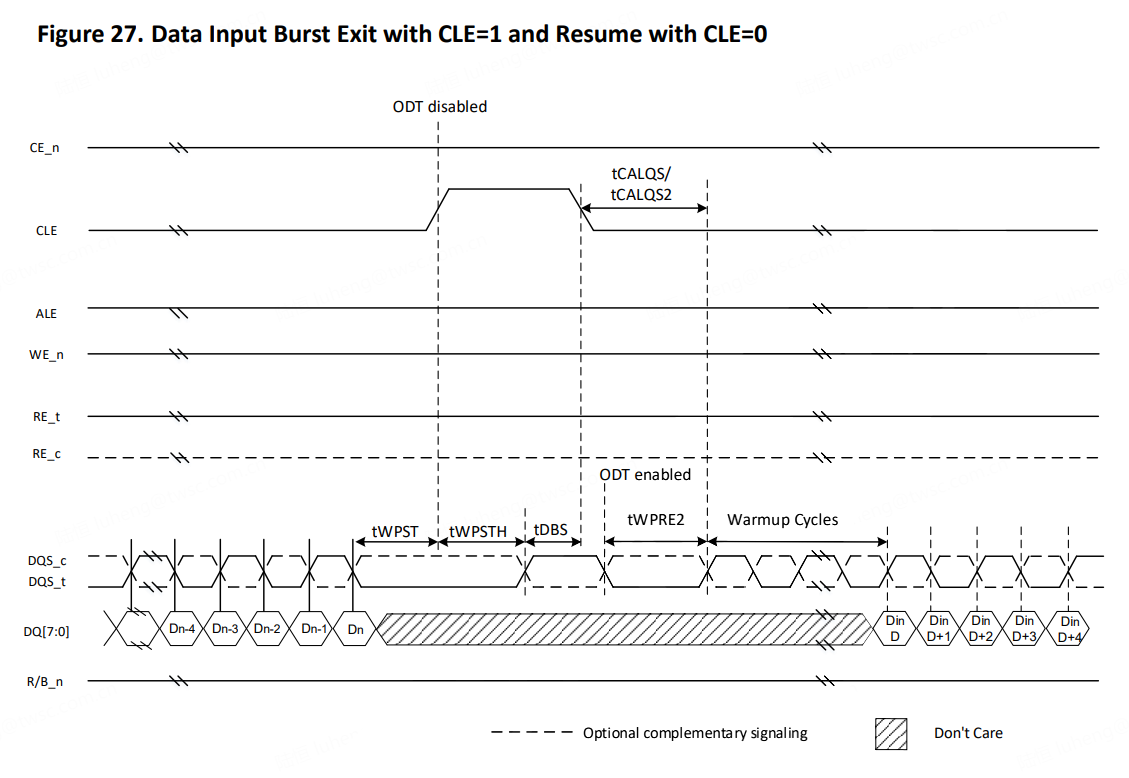 Figure 27. Data Input Burst Exit with CLE=1 and Resume with CLE=0
ODT disabled
CE_n
tCALQS/
tCALQS2
CLE
ALE
WE_n
RE_t
RE_c
ODT enabled
tWPST
tWPSTH
tDBS
tWPRE2
Warmup Cycles
DQS_c
DQS_t
DQ[7:0]
Dn-4
Dn-3
Dn-2
Dn-1
Dn
Din
D
Din
D+1
Din
D+2
Din
D+3
Din
D+4
R/B_n
Optional complementary signaling
Don't Care